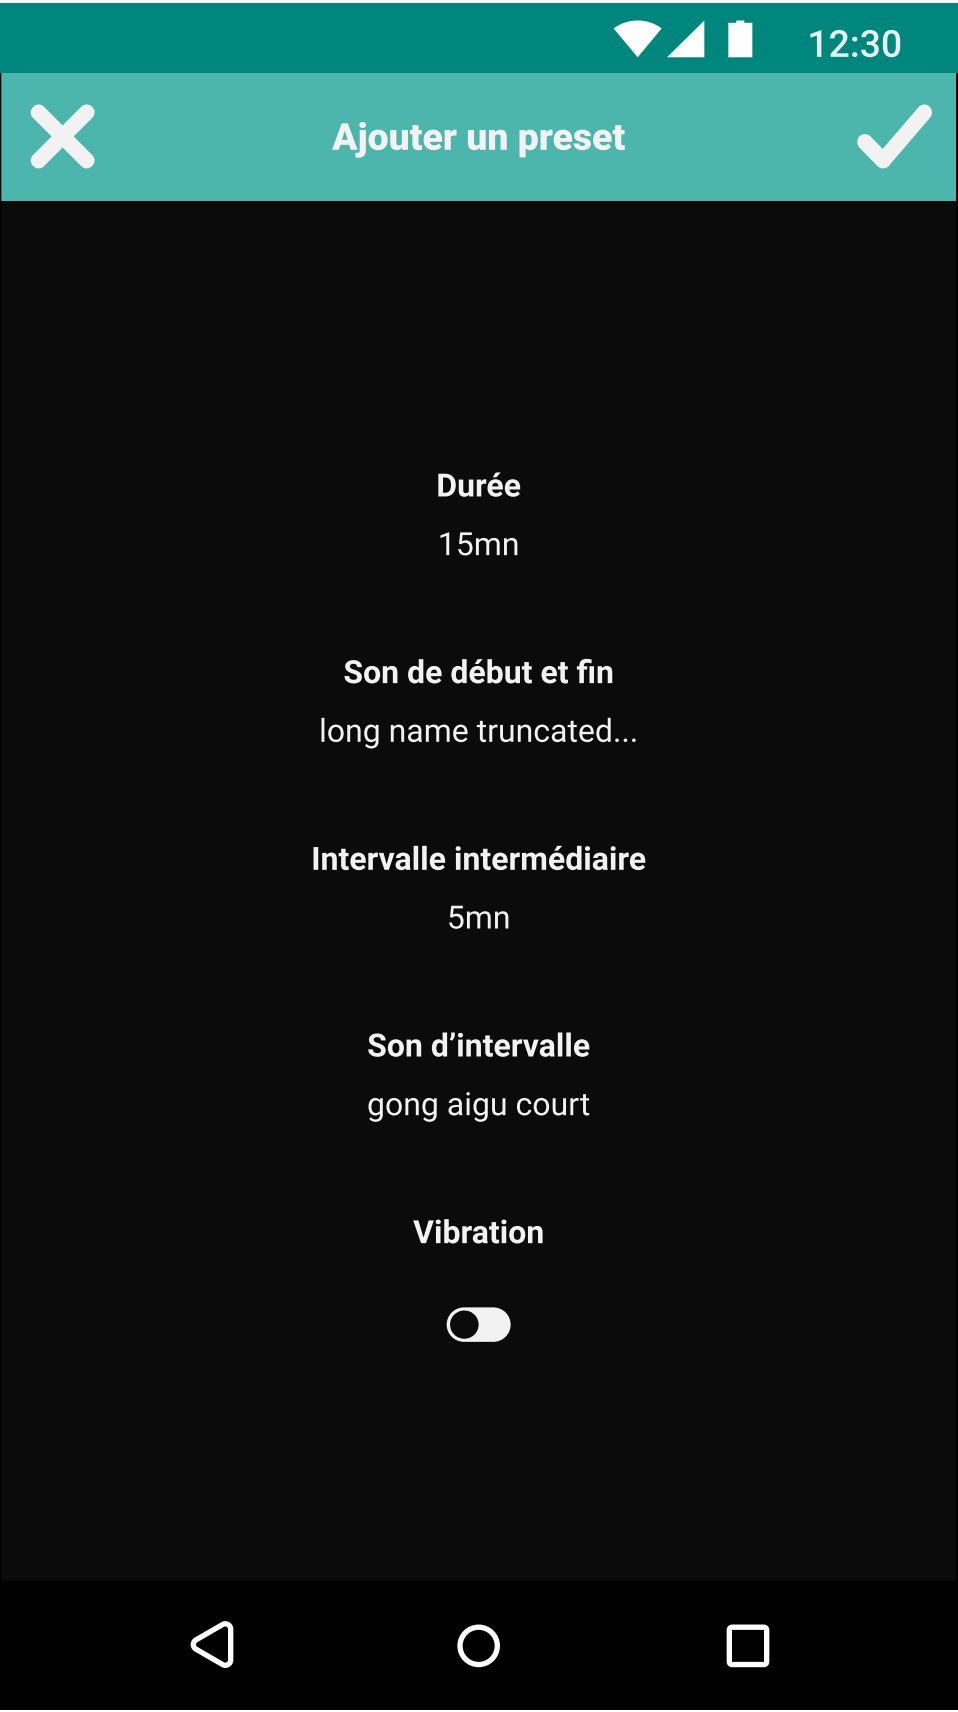 12:30
Ajouter un preset
Durée
15mn
Son de début et fin
long name truncated...
Intervalle intermédiaire
5mn
Son d’intervalle
gong aigu court
Vibration